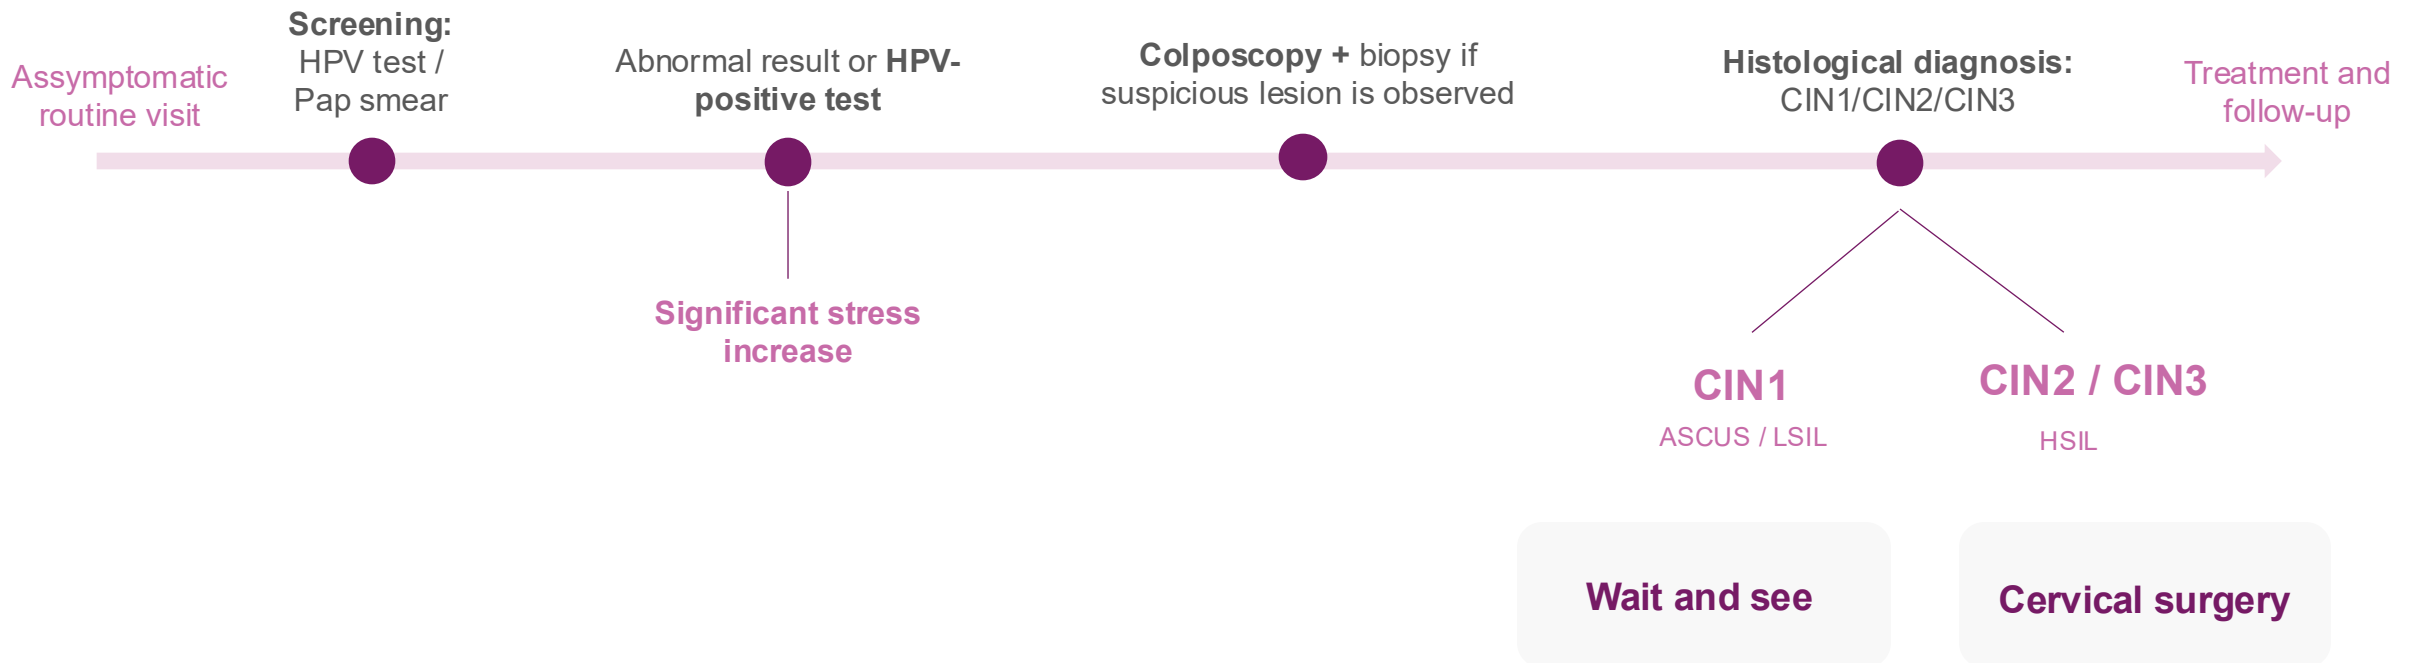 Assymptomatic
routine visit
Screening:
HPV test /
Pap smear
Abnormal result or HPV-
positive test
Colposcopy + biopsy if
suspicious lesion is observed
Histological diagnosis:
CIN1/CIN2/CIN3
Treatment and
follow-up
Significant stress
increase
CIN1
ASCUS / LSIL
CIN2 / CIN3
HSIL
Wait and see
Cervical surgery